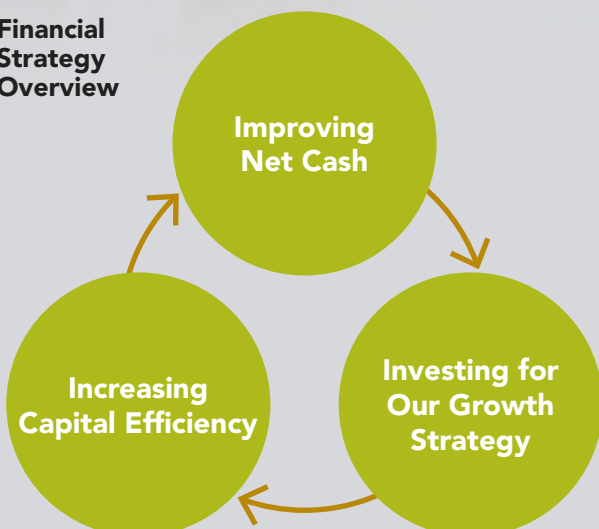 Financial
Strategy
Overview
Improving
Net Cash
Increasing
Capital Efficiency
Investing for
Our Growth
Strategy